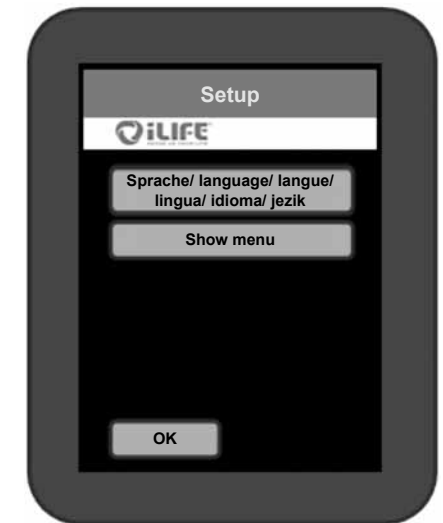 Setup
iLIFE
Sprache/ language/ langue/
lingua/ idioma/ jezik
Show menu
OK